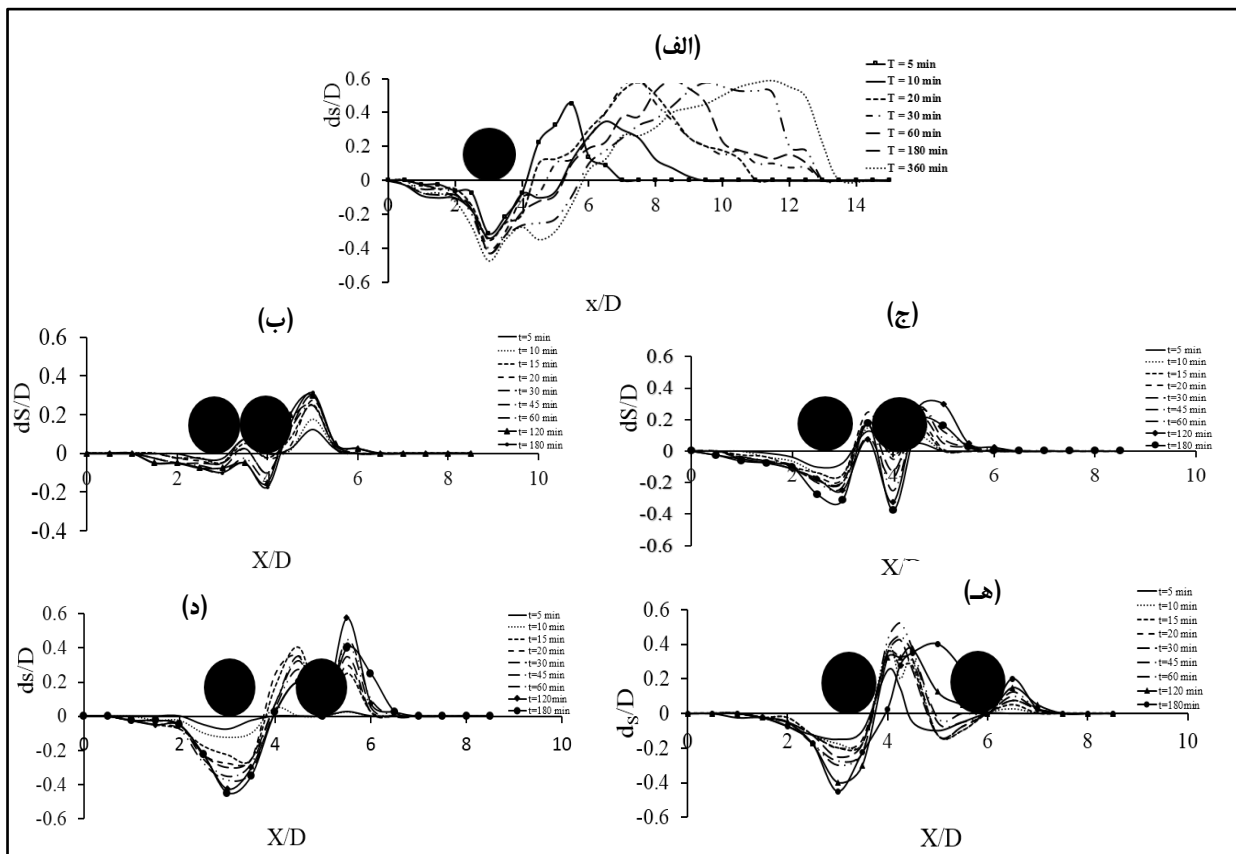 (الف)
ds/D
0.6
0.4
0.2
0
-0.2
-0.4
-0.6
0 2 4 6 8 10 12 14
x/D
T = 5 min
T = 10 min
T = 20 min
T = 30 min
T = 60 min
T = 180 min
T = 360 min
(ب)
dS/D
0.6
0.4
0.2
0
-0.2
-0.4
0 2 4 6 8 10
X/D
t=5 min
t= 10 min
t=15 min
t= 20 min
t=30 min
t= 45 min
t= 60 min
t=120 min
t=180 min
(ج)
dS/D
0.6
0.4
0.2
0
-0.2
-0.4
-0.6
0 2 4 6 8 10
t=5 min
t=10 min
t=15 min
t=20 min
t=30 min
t=45 min
t=60 min
t=120 min
t=180 min
(د)
ds/D
0.6
0.4
0.2
0
-0.2
-0.4
-0.6
0 2 4 6 8 10
X/D
t=5 min
t=10 min
t=15 min
t=20 min
t=30 min
t=45 min
t=60 min
t=120min
t=180 min
(هـ)
ds/D
0.6
0.4
0.2
0
-0.2
-0.4
-0.6
0 2 4 6 8 10
X/D
t=5 min
t=10 min
t=15 min
t=20 min
t=30 min
t=45 min
t=60 min
t=120 min
t=180min